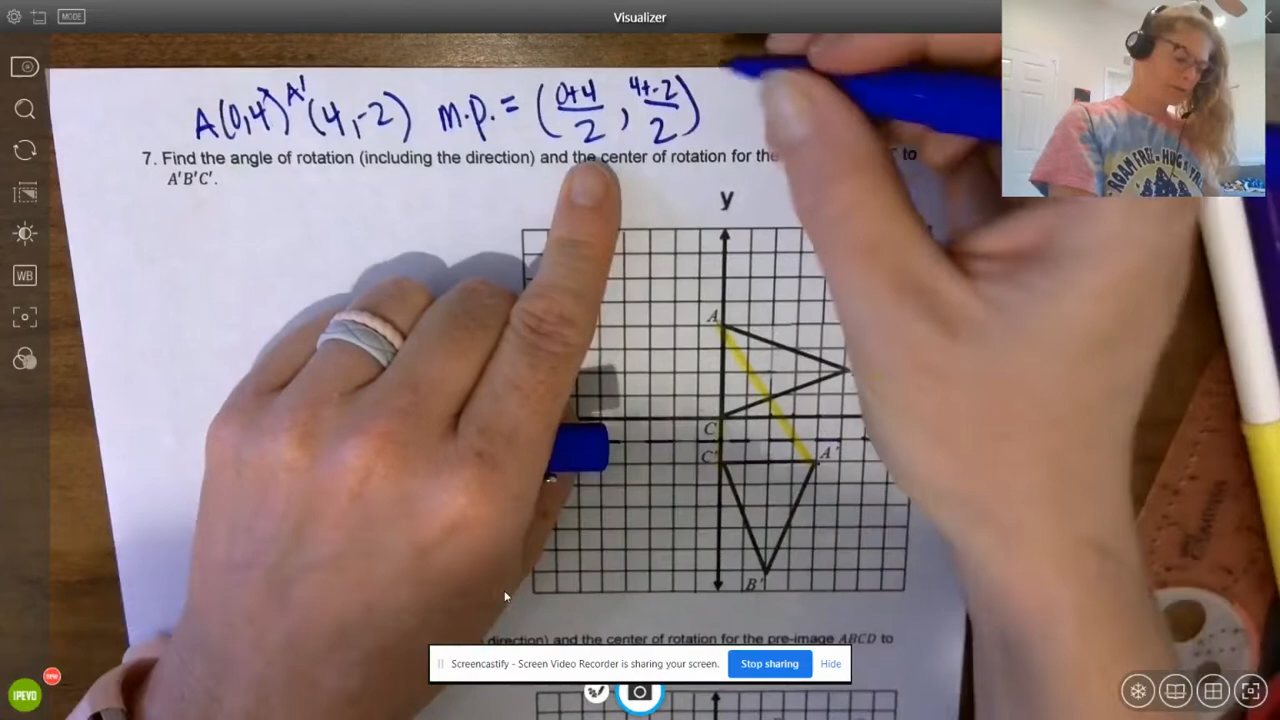 MODE
Visualizer
A(0,4) A'(4,-2) m.p. = (0+4/2, 4+-2/2)
7. Find the angle of rotation (including the direction) and the center of rotation for the
to
A'B'C'.
WB
y
A
C
C'
A'
B'
direction) and the center of rotation for the pre-image ABCD to
Screencastify - Screen Video Recorder is sharing your screen.
Stop sharing
Hide
new
IPEVO